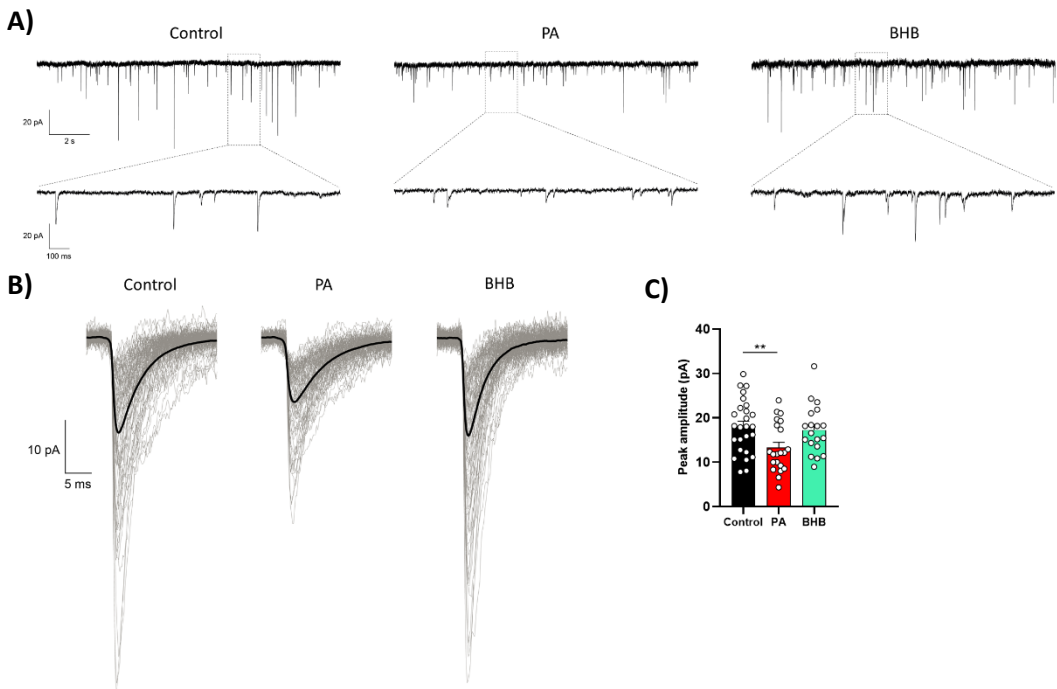 A)
Control
PA
BHB
20 pA
2 s
20 pA
100 ms
B)
Control
PA
BHB
10 pA
5 ms
C)
Peak amplitude (pA)
40
30
20
10
0
**
Control
PA
BHB